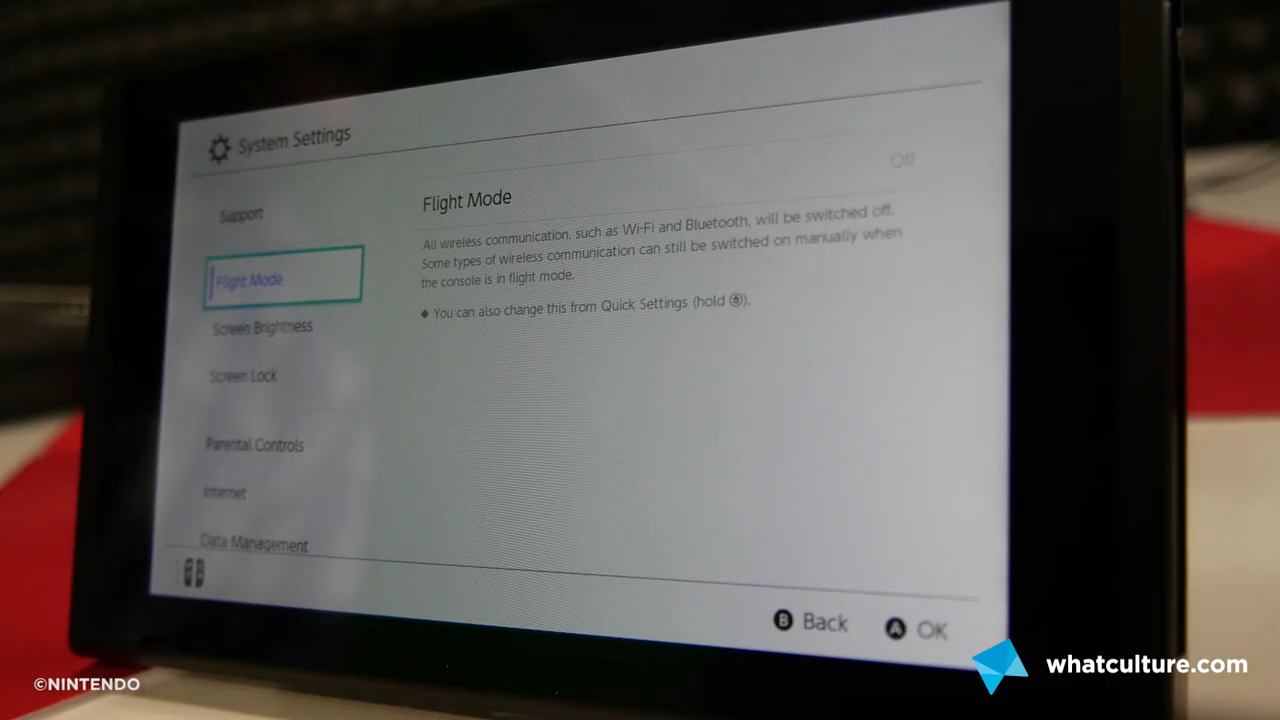 System Settings
Support
Flight Mode
Screen Brightness
Screen Lock
Parental Controls
Internet
Data Management
Off
Flight Mode
All wireless communication, such as Wi-Fi and Bluetooth, will be switched off.
Some types of wireless communication can still be switched on manually when
the console is in flight mode.
◆ You can also change this from Quick Settings (hold).
B Back
A OK
©NINTENDO
whatculture.com